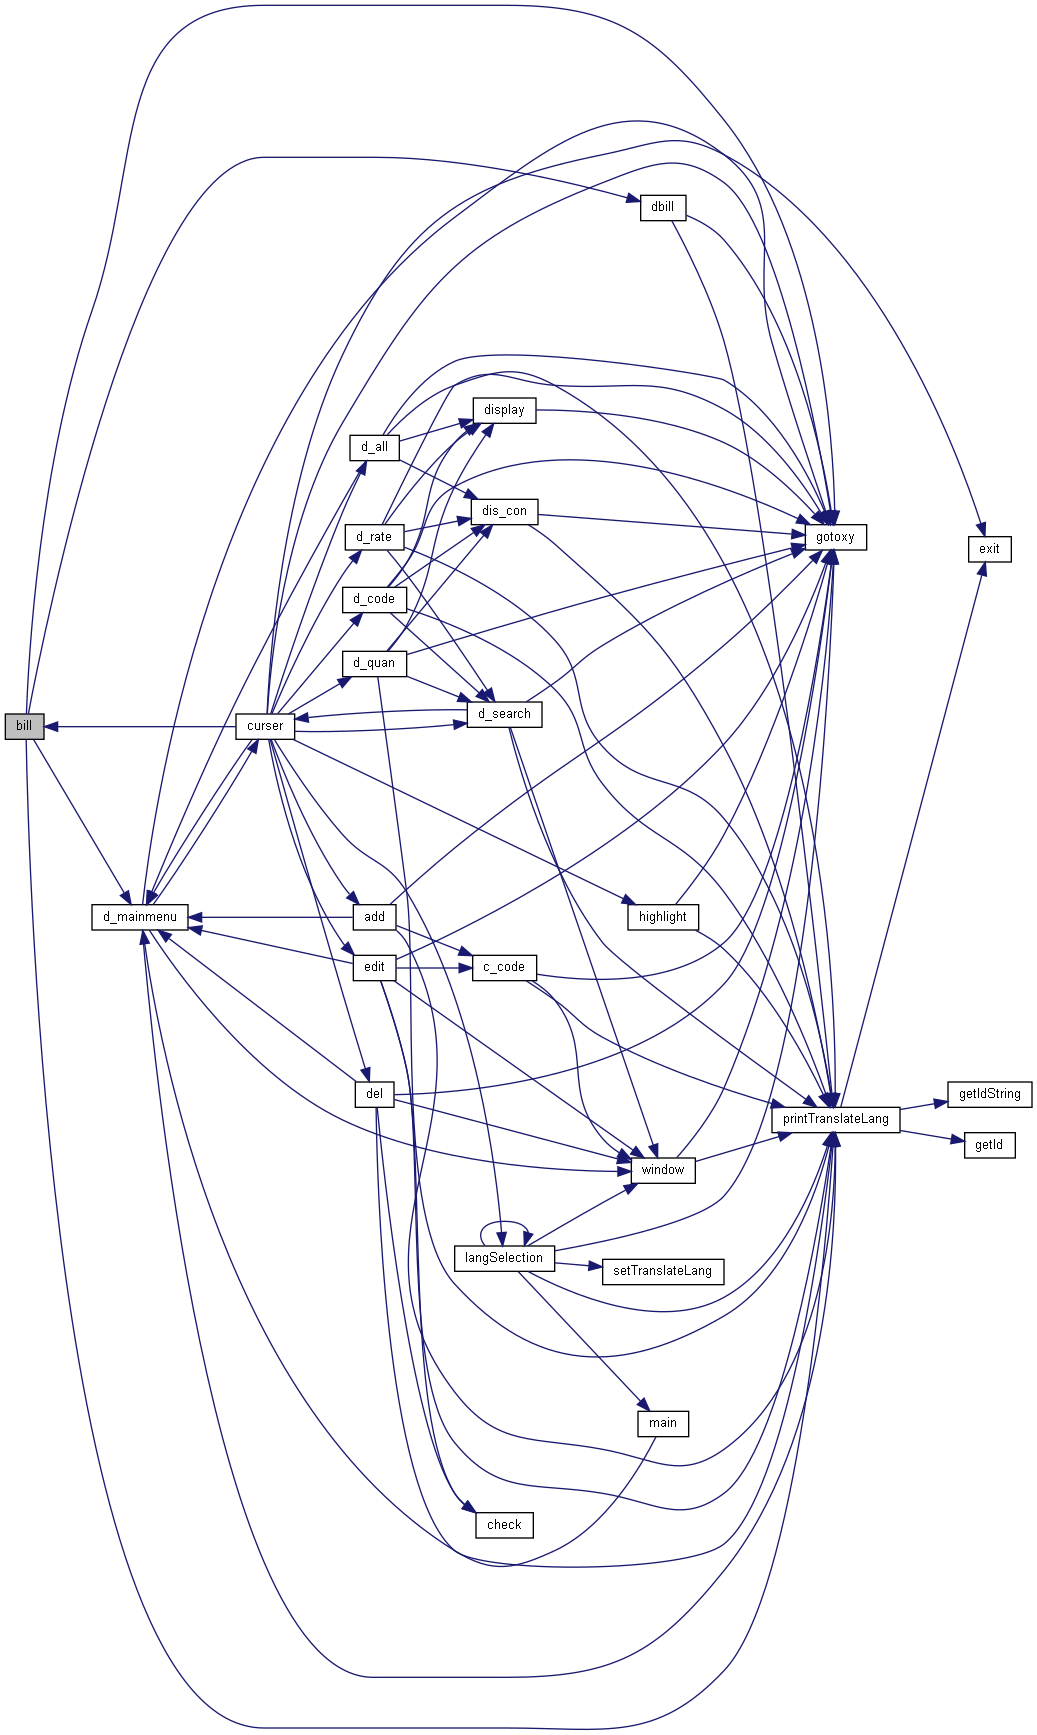 dbill
display
d_all
dis_con
d_rate
gotoxy
exit
d_code
d_quan
d_search
bill
curser
d_mainmenu
add
highlight
edit
c_code
del
getIdString
printTranslateLang
getId
window
langSelection
setTranslateLang
main
check